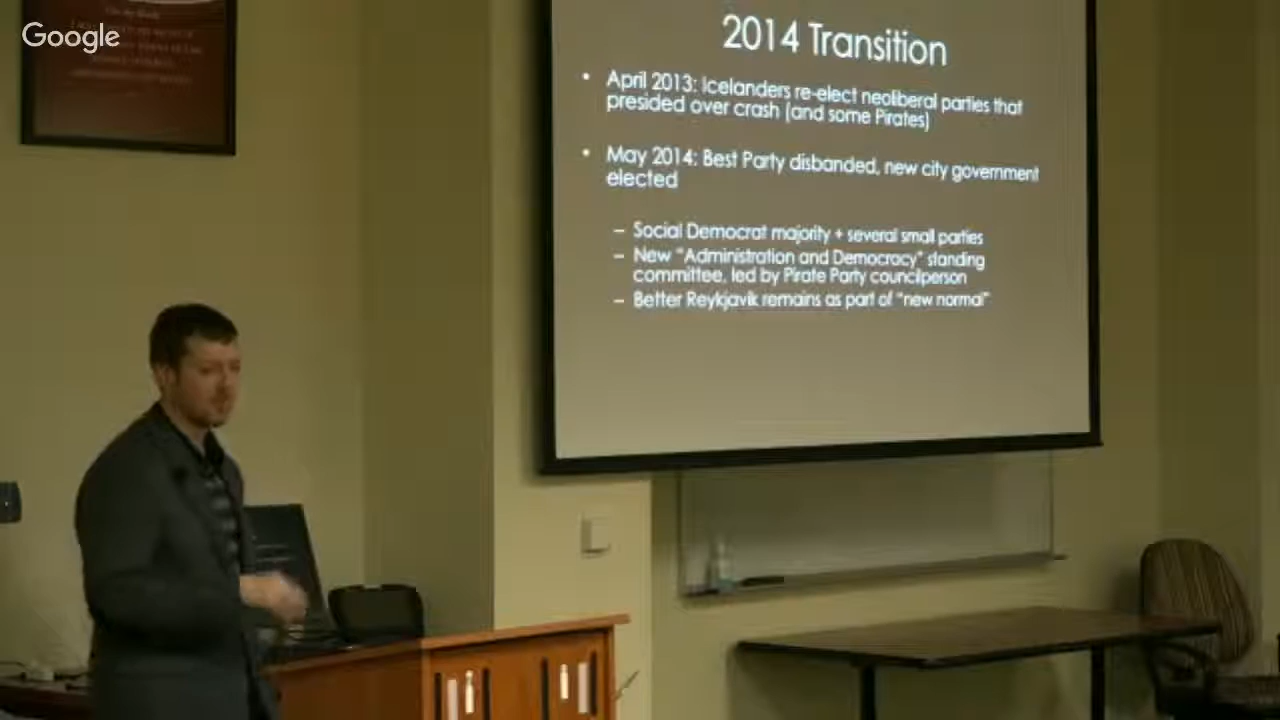 Google
2014 Transition
• April 2013: Icelanders re-elect neoliberal parties that
presided over crash (and some Pirates)
• May 2014: Best Party disbanded, new city government
elected
– Social Democrat majority + several small parties
– New "Administration and Democracy" standing
committee, led by Pirate Party councilperson
– Better Reykjavik remains as part of "new normal"